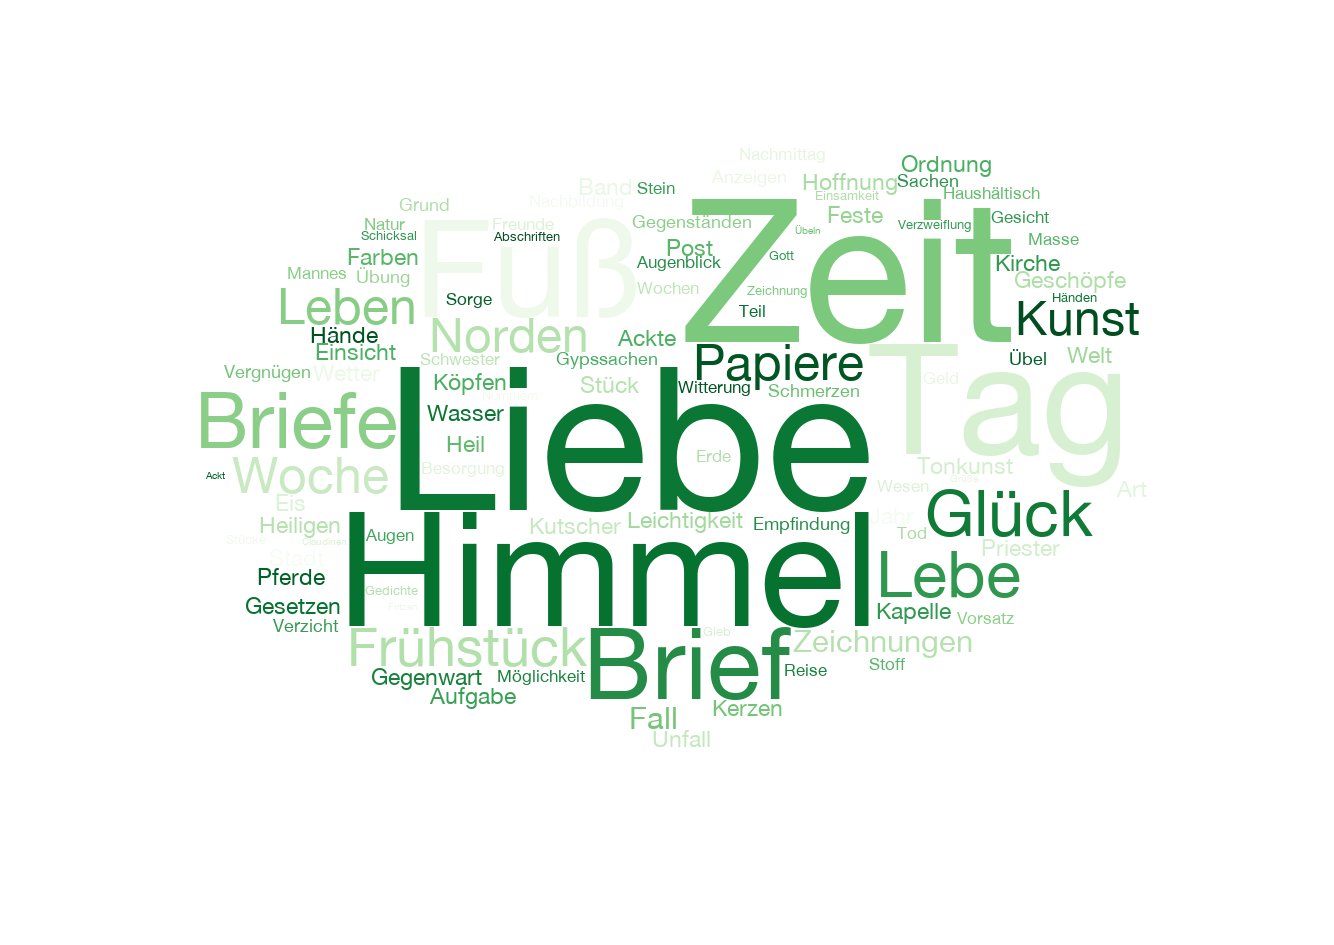 Nachmittag
Ordnung
Anzeigen
Hoffnung
Sachen
Band
Stein
Einsamkeit
Haushältisch
Grund
Nachbildung
Zeit
Feste
Gesicht
Natur
Fuß
Freunde
Gegenständen
Verzweiflung
Schicksal
Abschriften
Übeln
Masse
Farben
Post
Gott
Kirche
Augenblick
Mannes
Übung
Wochen
Zeichnung
Geschöpfe
Leben
Sorge
Teil
Händen
Kunst
Hände
Norden
Ackte
Einsicht
Schwester
Gypssachen
Papiere
Tag
Übel
Welt
Vergnügen
Wetter
Köpfen
Stück
Witterung
Schmerzen
Geld
Briefe
Wasser
Liebe
Heil
Erde
Woche
Besorgung
Tonkunst
Ackt
Wesen
Größe
Art
Eis
Heiligen
Kutscher
Leichtigkeit
Empfindung
Jahr
Glück
Stücke
Claudinen
Augen
Himmel
Tod
Priester
Stadt
Pferde
Gedichte
Lebe
Gesetzen
Kapelle
Verzicht
Vorsatz
Frühstück
Brief
Gieb
Zeichnungen
Gegenwart
Möglichkeit
Reise
Stoff
Aufgabe
Fall
Kerzen
Unfall